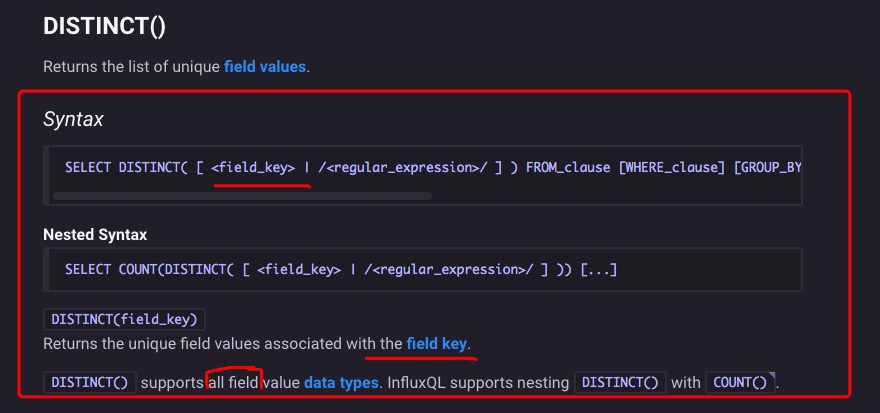 DISTINCT()
Returns the list of unique field values.
Syntax
SELECT DISTINCT( [ <field_key> | /<regular_expression>/ ] ) FROM_clause [WHERE_clause] [GROUP_BY
Nested Syntax
SELECT COUNT(DISTINCT( [ <field_key> | /<regular_expression>/ ] )) [...]
DISTINCT(field_key)
Returns the unique field values associated with the field key.
DISTINCT() supports all field value data types. InfluxQL supports nesting DISTINCT() with COUNT().